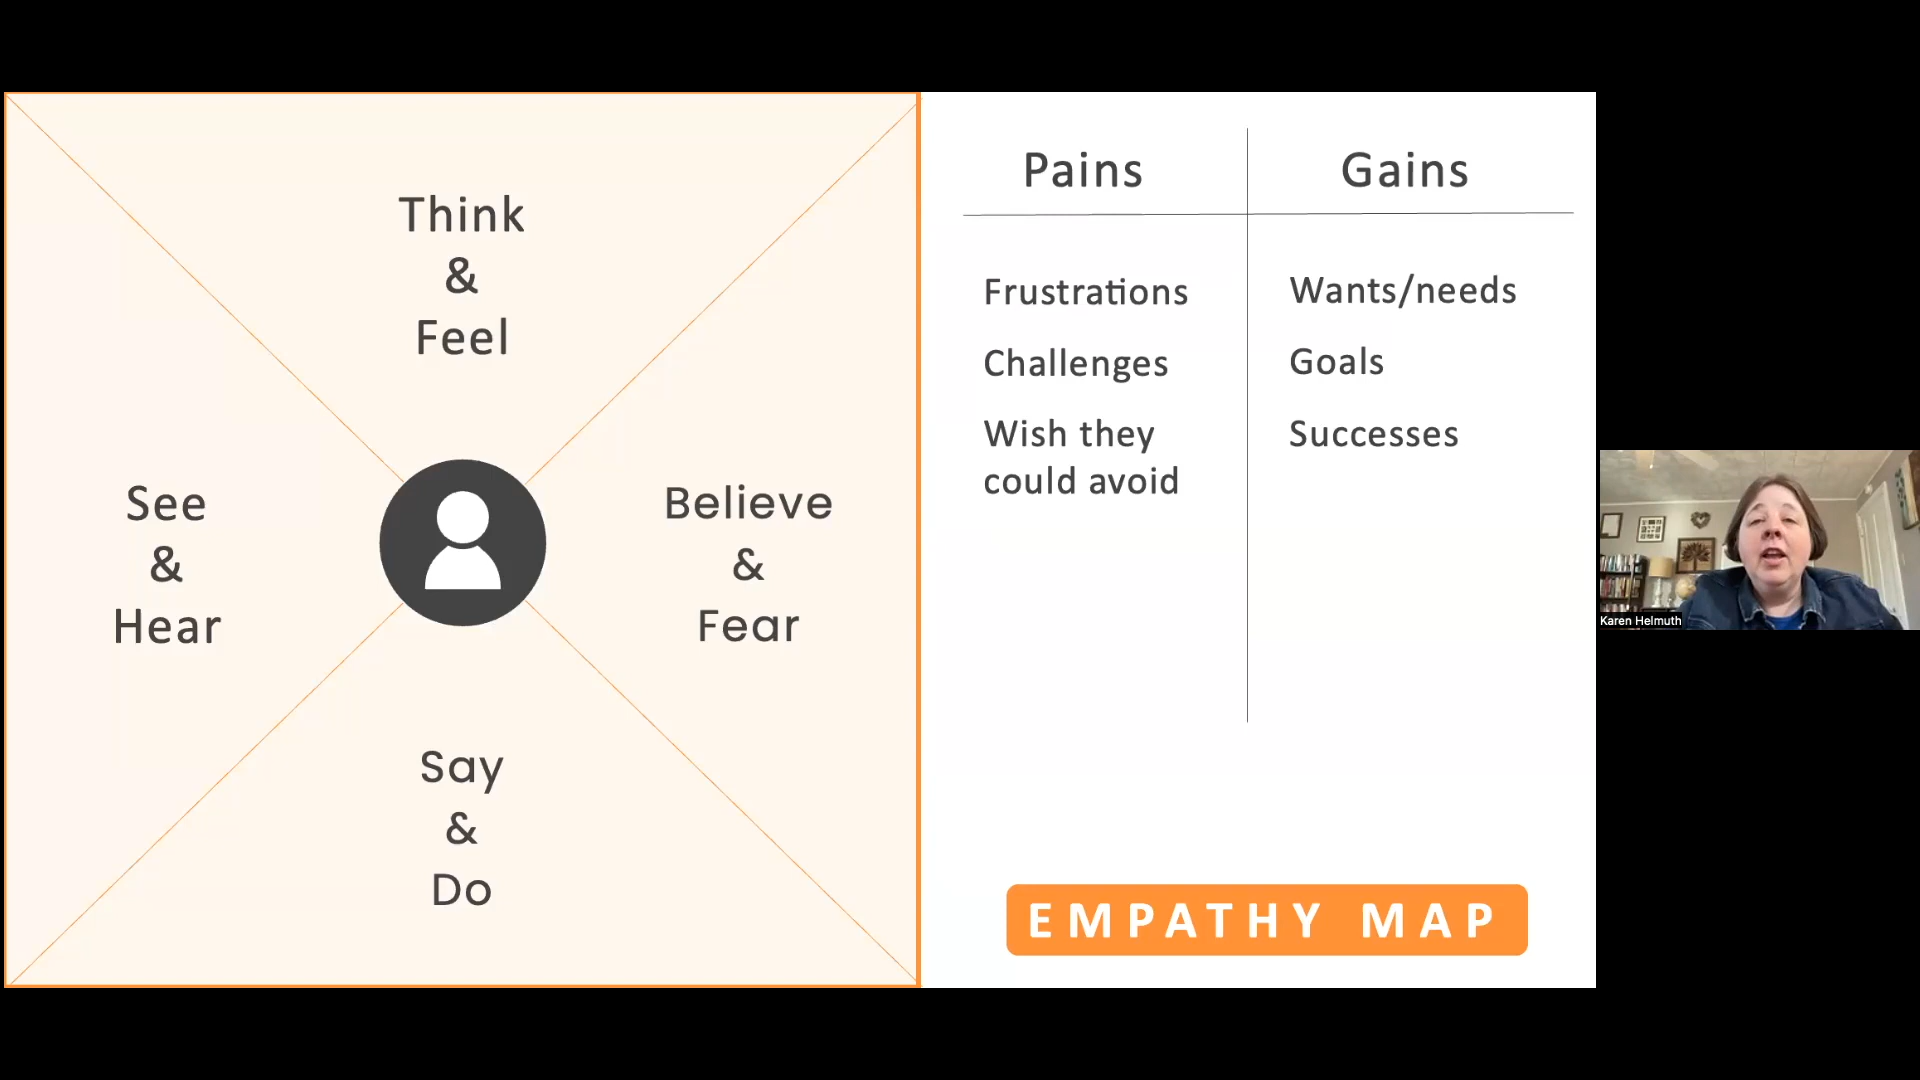 Think
&
Feel
See
&
Hear
Believe
&
Fear
Say
&
Do
Pains
Gains
Frustrations
Challenges
Wish they
could avoid
Wants/needs
Goals
Successes
EMPATHY MAP
Karen Helmuth